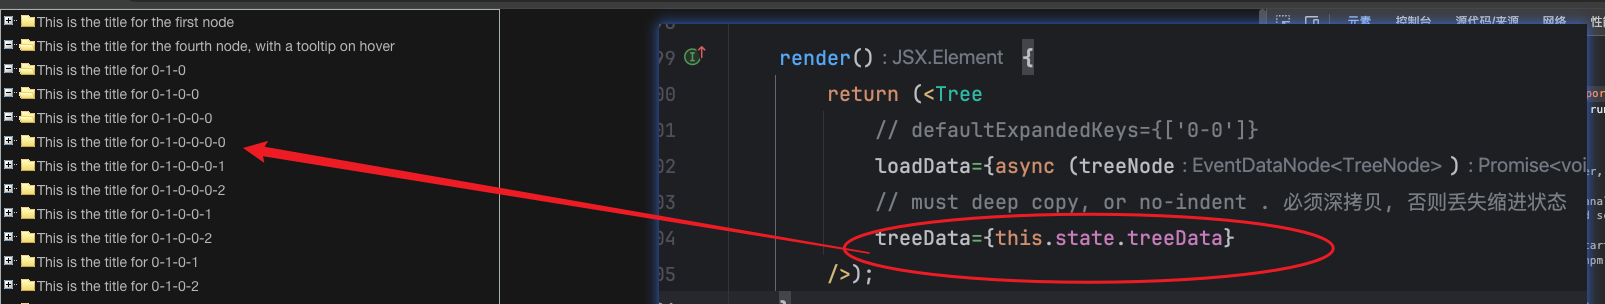 This is the title for the first node
This is the title for the fourth node, with a tooltip on hover
This is the title for 0-1-0
This is the title for 0-1-0-0
This is the title for 0-1-0-0-0
This is the title for 0-1-0-0-0-0
This is the title for 0-1-0-0-0-1
This is the title for 0-1-0-0-0-2
This is the title for 0-1-0-0-1
This is the title for 0-1-0-0-2
This is the title for 0-1-0-1
This is the title for 0-1-0-2
99 render() : JSX.Element {
00 return (<Tree
01 // defaultExpandedKeys={['0-0']}
02 loadData={async (treeNode : EventDataNode<TreeNode> ) : Promise<voi
03 // must deep copy, or no-indent . 必须深拷贝, 否则丢失缩进状态
04 treeData={this.state.treeData}
05 />);
元素 控制台 源代码/来源 网络